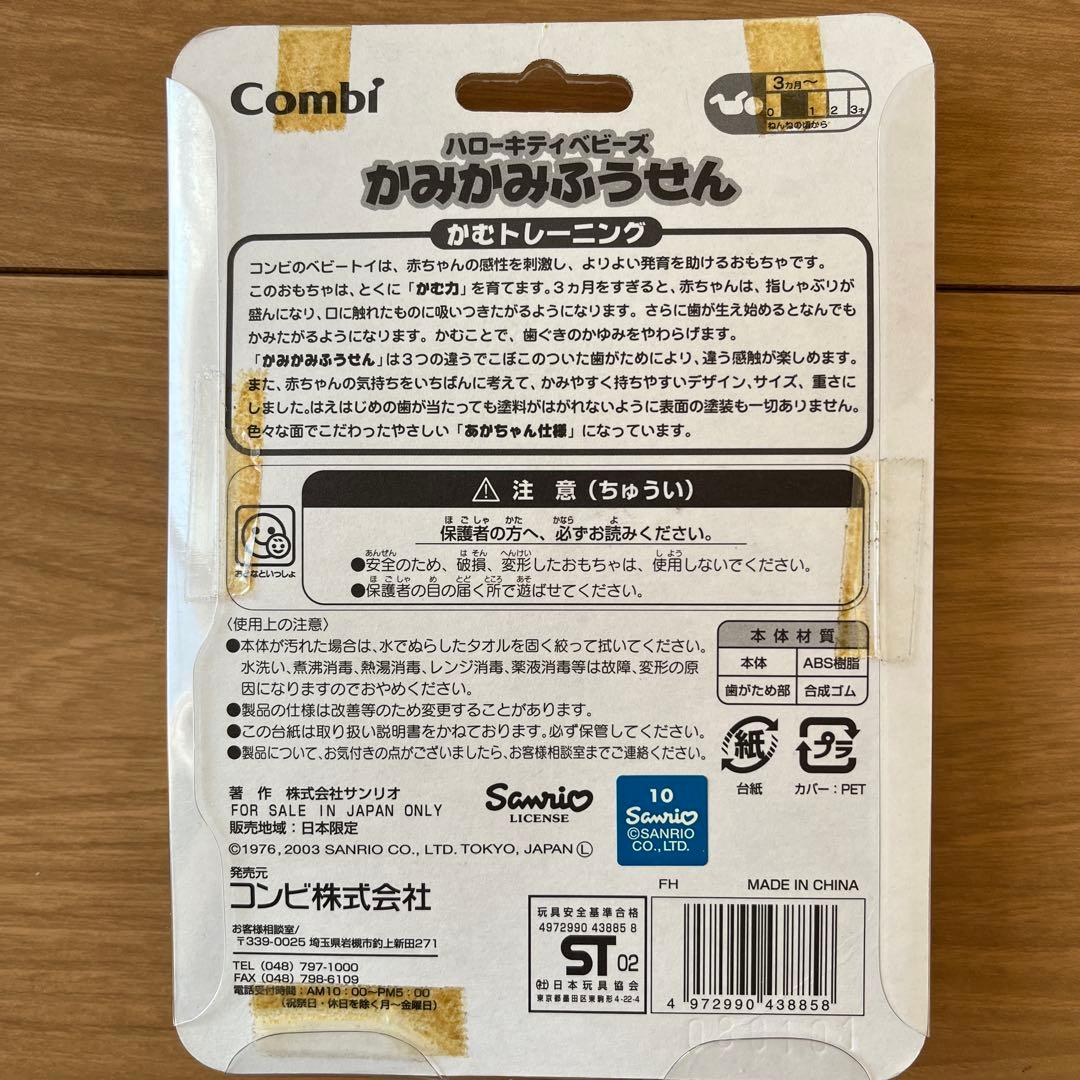 Combi
3ヵ月～
0 1 2 3才
ねんねの頃から
ハローキティベビーズ
かみかみふうせん
かむトレーニング
コンビのベビートイは、赤ちゃんの感性を刺激し、よりよい発育を助けるおもちゃです。
このおもちゃは、とくに「かむ力」を育てます。3ヵ月をすぎると、赤ちゃんは、指しゃぶりが
盛んになり、口に触れたものに吸いつきたがるようになります。さらに歯が生え始めるとなんでも
かみたがるようになります。かむことで、歯ぐきのかゆみをやわらげます。
「かみかみふうせん」は3つの違うでこぼこのついた歯がためにより、違う感触が楽しめます。
また、赤ちゃんの気持ちをいちばんに考えて、かみやすく持ちやすいデザイン、サイズ、重さに
しました。はえはじめの歯が当たっても塗料がはがれないように表面の塗装も一切ありません。
色々な面でこだわったやさしい「あかちゃん仕様」になっています。
⚠ 注 意（ちゅうい）
保護者の方へ、必ずお読みください。
ほごしゃ かた かなら よ
●安全のため、破損、変形したおもちゃは、使用しないでください。
あんぜん はそん へんけい しよう
●保護者の目の届く所で遊ばせてください。
ほごしゃ め とど ところ あそ
おとなといっしょ
〈使用上の注意〉
●本体が汚れた場合は、水でぬらしたタオルを固く絞って拭いてください。
水洗い、煮沸消毒、熱湯消毒、レンジ消毒、薬液消毒等は故障、変形の原
因になりますのでおやめください。
●製品の仕様は改善等のため変更することがあります。
●この台紙は取り扱い説明書をかねております。必ず保管してください。
●製品について、お気付きの点がございましたら、お客様相談室までご連絡ください。
本体材質
本体 ABS樹脂
歯がため部 合成ゴム
紙
台紙
プラ
カバー：PET
著 作 株式会社サンリオ
FOR SALE IN JAPAN ONLY
販売地域：日本限定
©1976, 2003 SANRIO CO., LTD. TOKYO, JAPAN Ⓛ
Sanrio
LICENSE
10
Sanrio
©SANRIO
CO., LTD.
発売元
コンビ株式会社
お客様相談室/
〒339-0025 埼玉県岩槻市釣上新田271
TEL (048) 797-1000
FAX (048) 798-6109
電話受付時間：AM10：00～PM5：00
（祝祭日・休日を除く月～金曜日）
玩具安全基準合格
4972990 43885 8
ST 02
㈳日本玩具協会
東京都墨田区東駒形4-22-4
FH
MADE IN CHINA
4 972990 438858